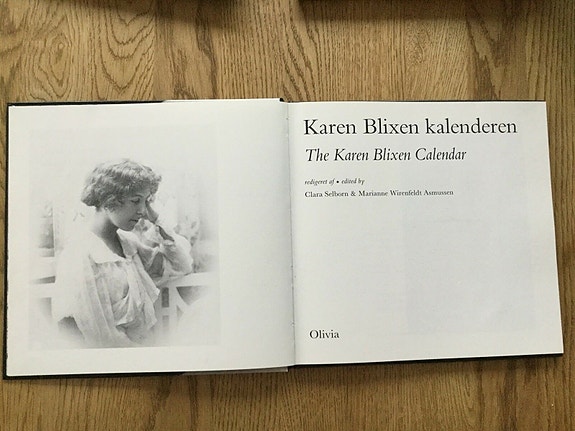 Karen Blixen kalenderen
The Karen Blixen Calendar
redigeret af • edited by
Clara Selborn & Marianne Wirenfeldt Asmussen
Olivia